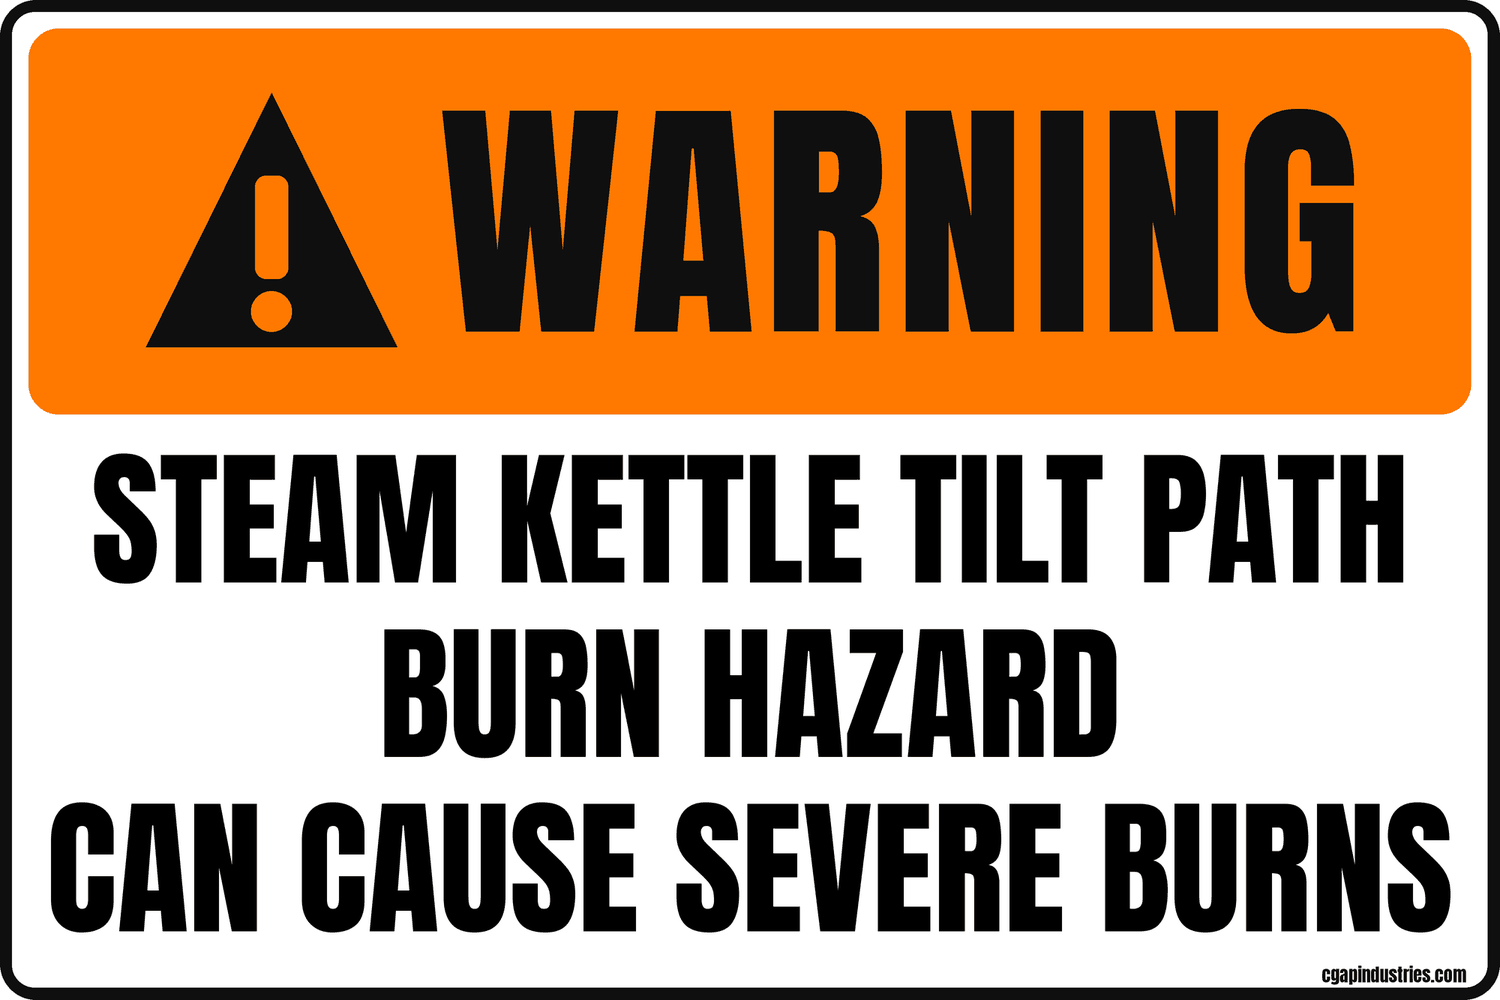 WARNING
STEAM KETTLE TILT PATH
BURN HAZARD
CAN CAUSE SEVERE BURNS
cgapindustries.com